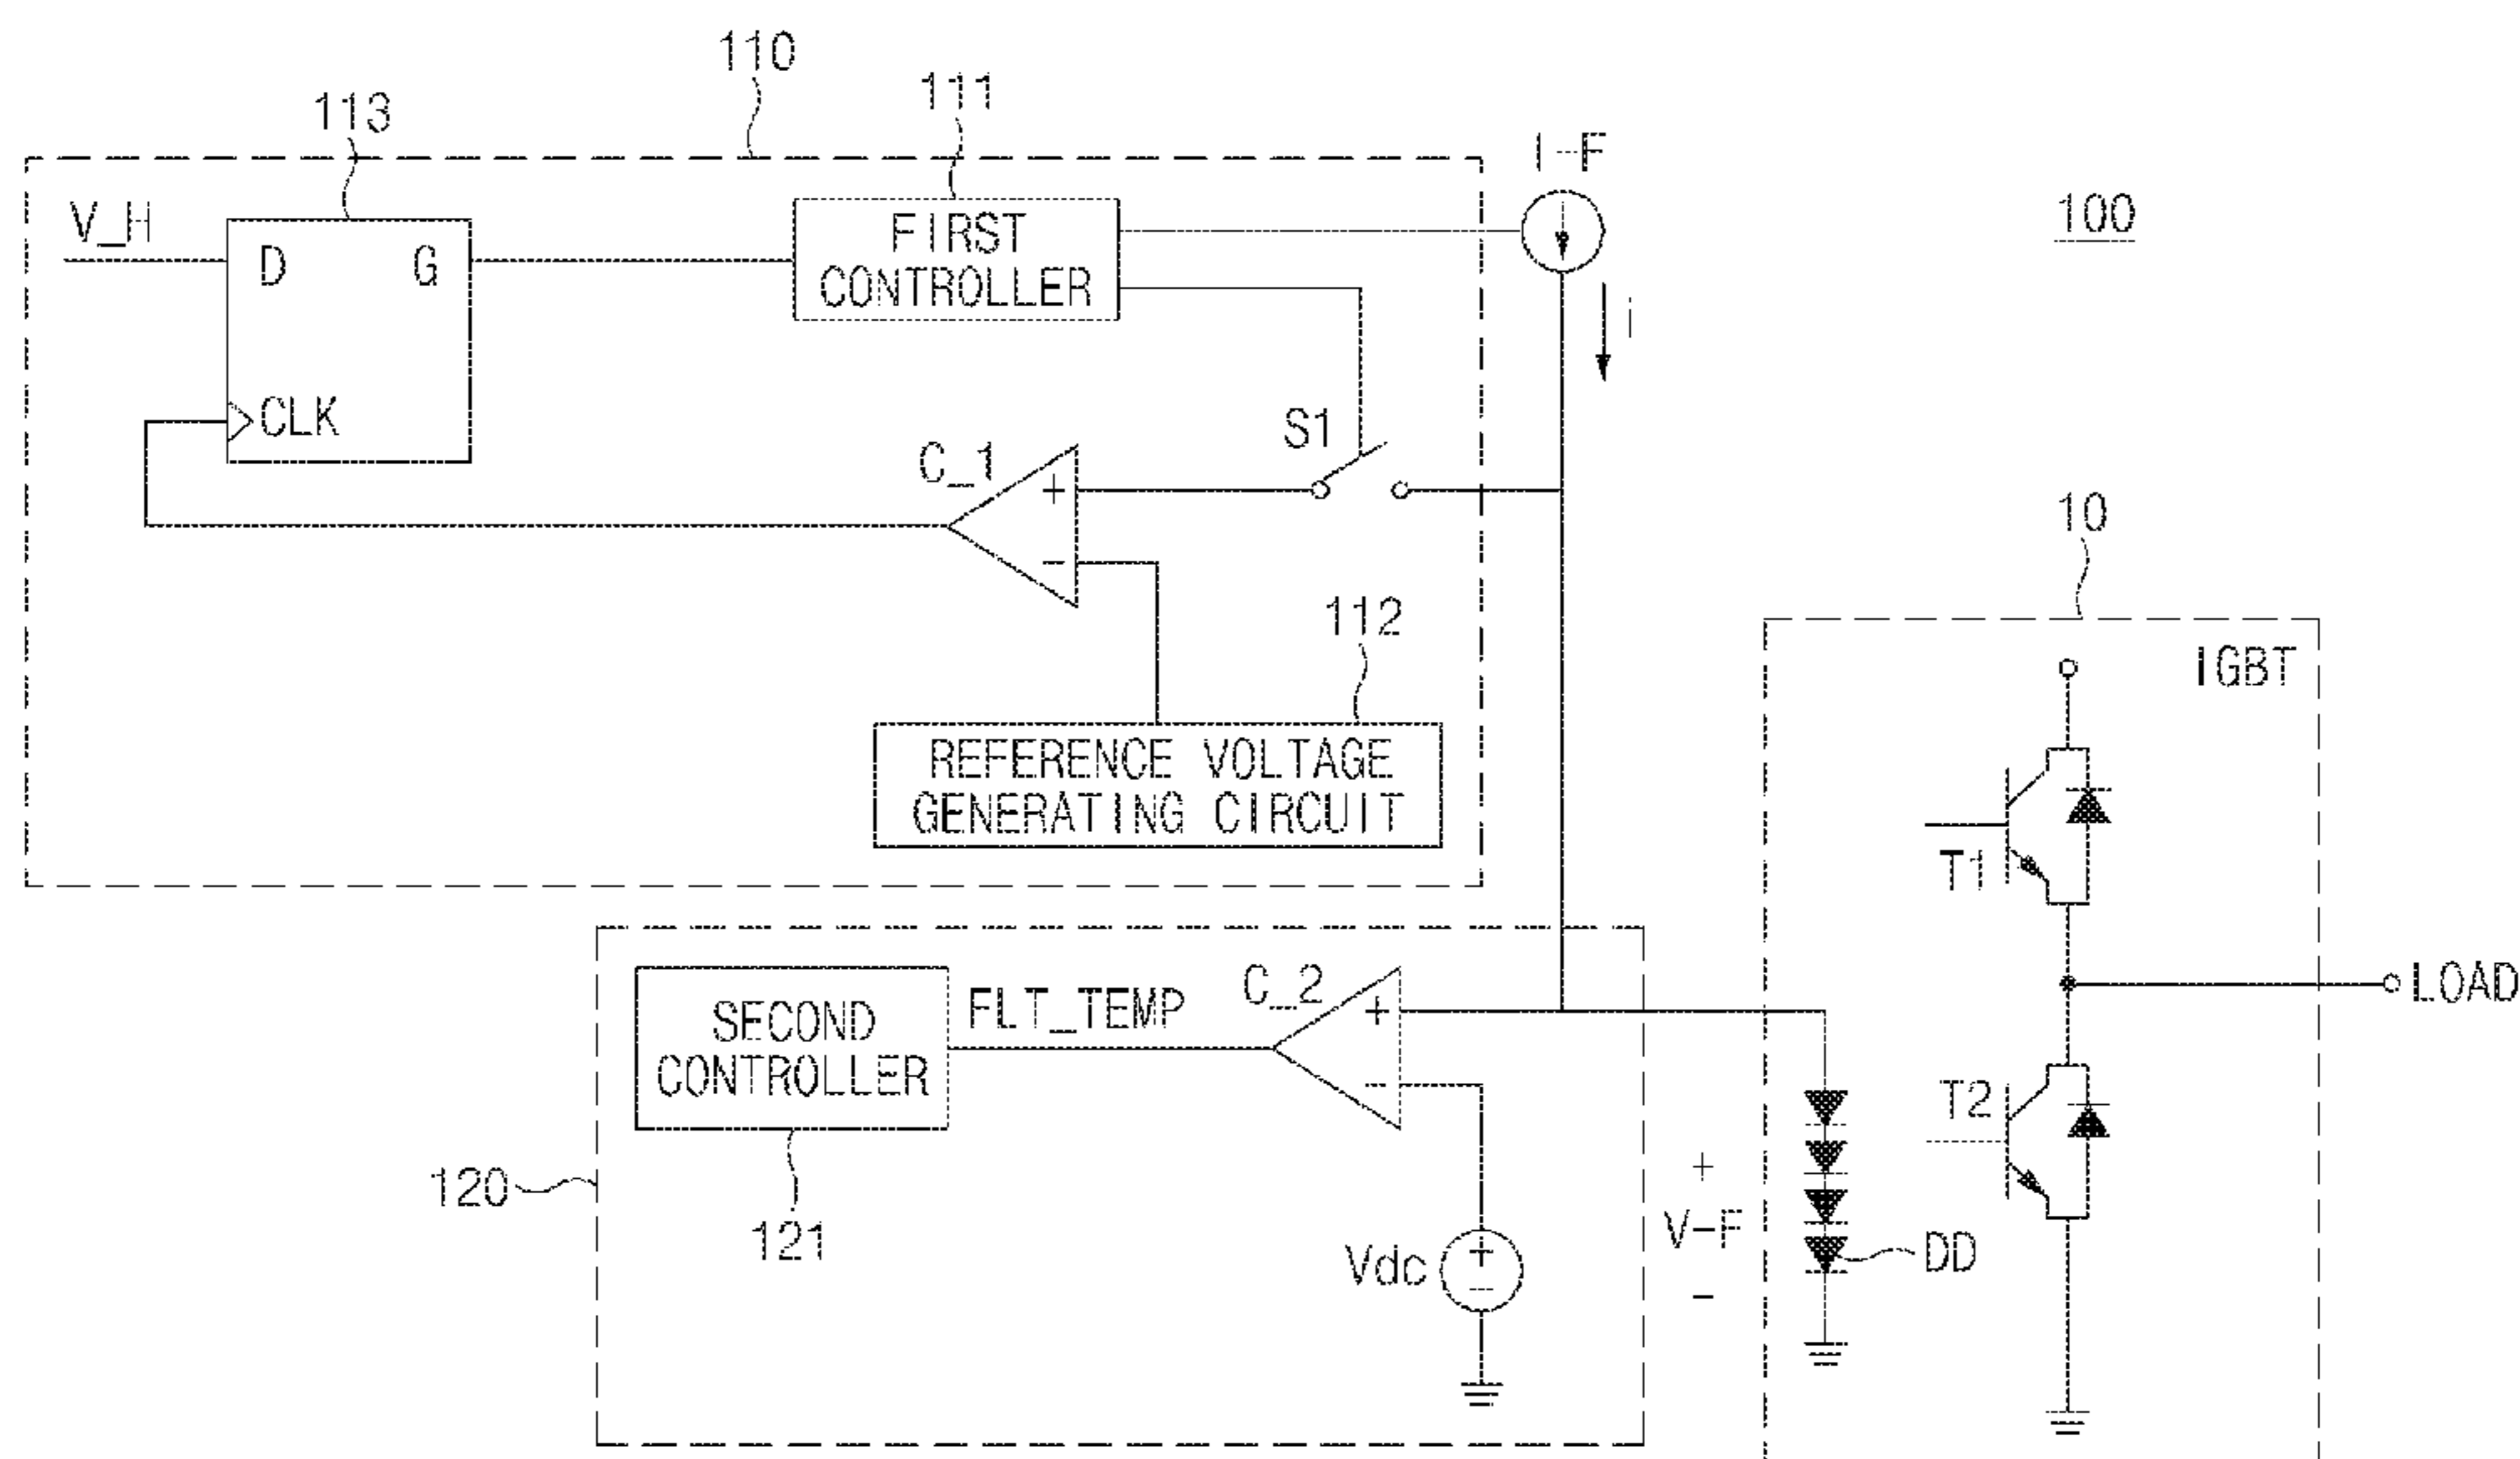 110
111
113
I-F
V_H
D
G
FIRST
CONTROLLER
100
i
CLK
S1
C_1
+
-
10
112
IGBT
REFERENCE VOLTAGE
GENERATING CIRCUIT
T1
SECOND
CONTROLLER
FLT_TEMP
C_2
+
-
LOAD
T2
120
121
+
V-F
-
Vdc
+
-
DD